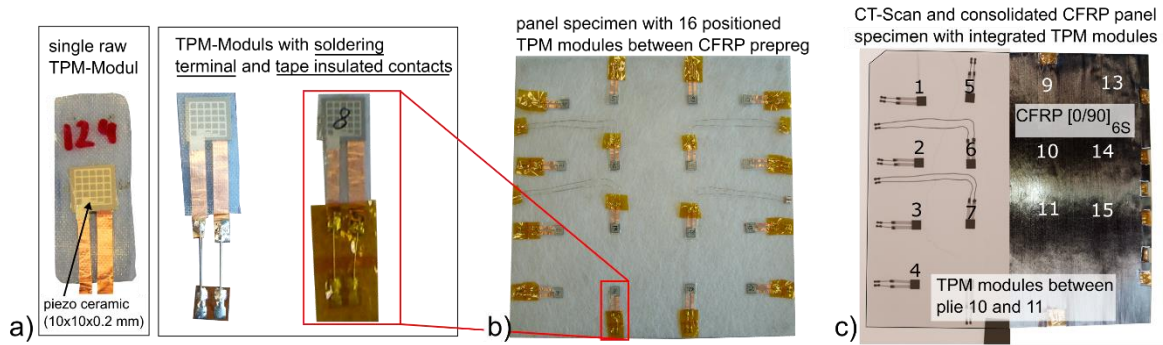 single raw
TPM-Modul
124
piezo ceramic
(10x10x0.2 mm)
a)
TPM-Moduls with soldering
terminal and tape insulated contacts
8
panel specimen with 16 positioned
TPM modules between CFRP prepreg
b)
CT-Scan and consolidated CFRP panel
specimen with integrated TPM modules
1
5
9
13
CFRP [0/90]6S
2
6
10
14
3
7
11
15
4
TPM modules between
plie 10 and 11
c)